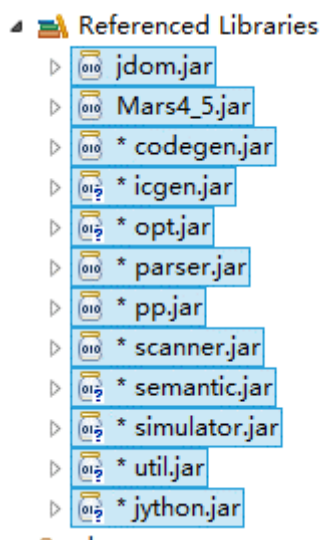 Referenced Libraries
jdom.jar
Mars4_5.jar
* codegen.jar
* icgen.jar
* opt.jar
* parser.jar
* pp.jar
* scanner.jar
* semantic.jar
* simulator.jar
* util.jar
* jython.jar